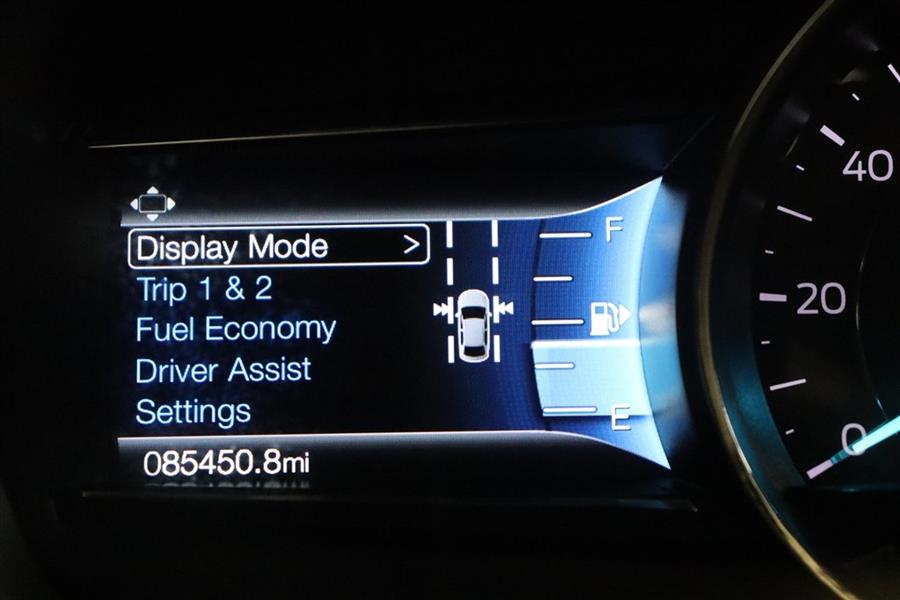 Display Mode >
Trip 1 & 2
Fuel Economy
Driver Assist
Settings
085450.8mi
F
E
40
20
0